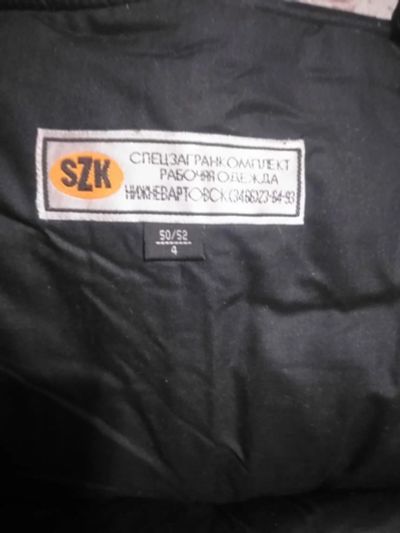 SZK
СПЕЦЗАГРАНКОМПЛЕКТ
РАБОЧАЯ ОДЕЖДА
НИЖНЕВАРТОВСК (3466)23-64-93
50/52
4